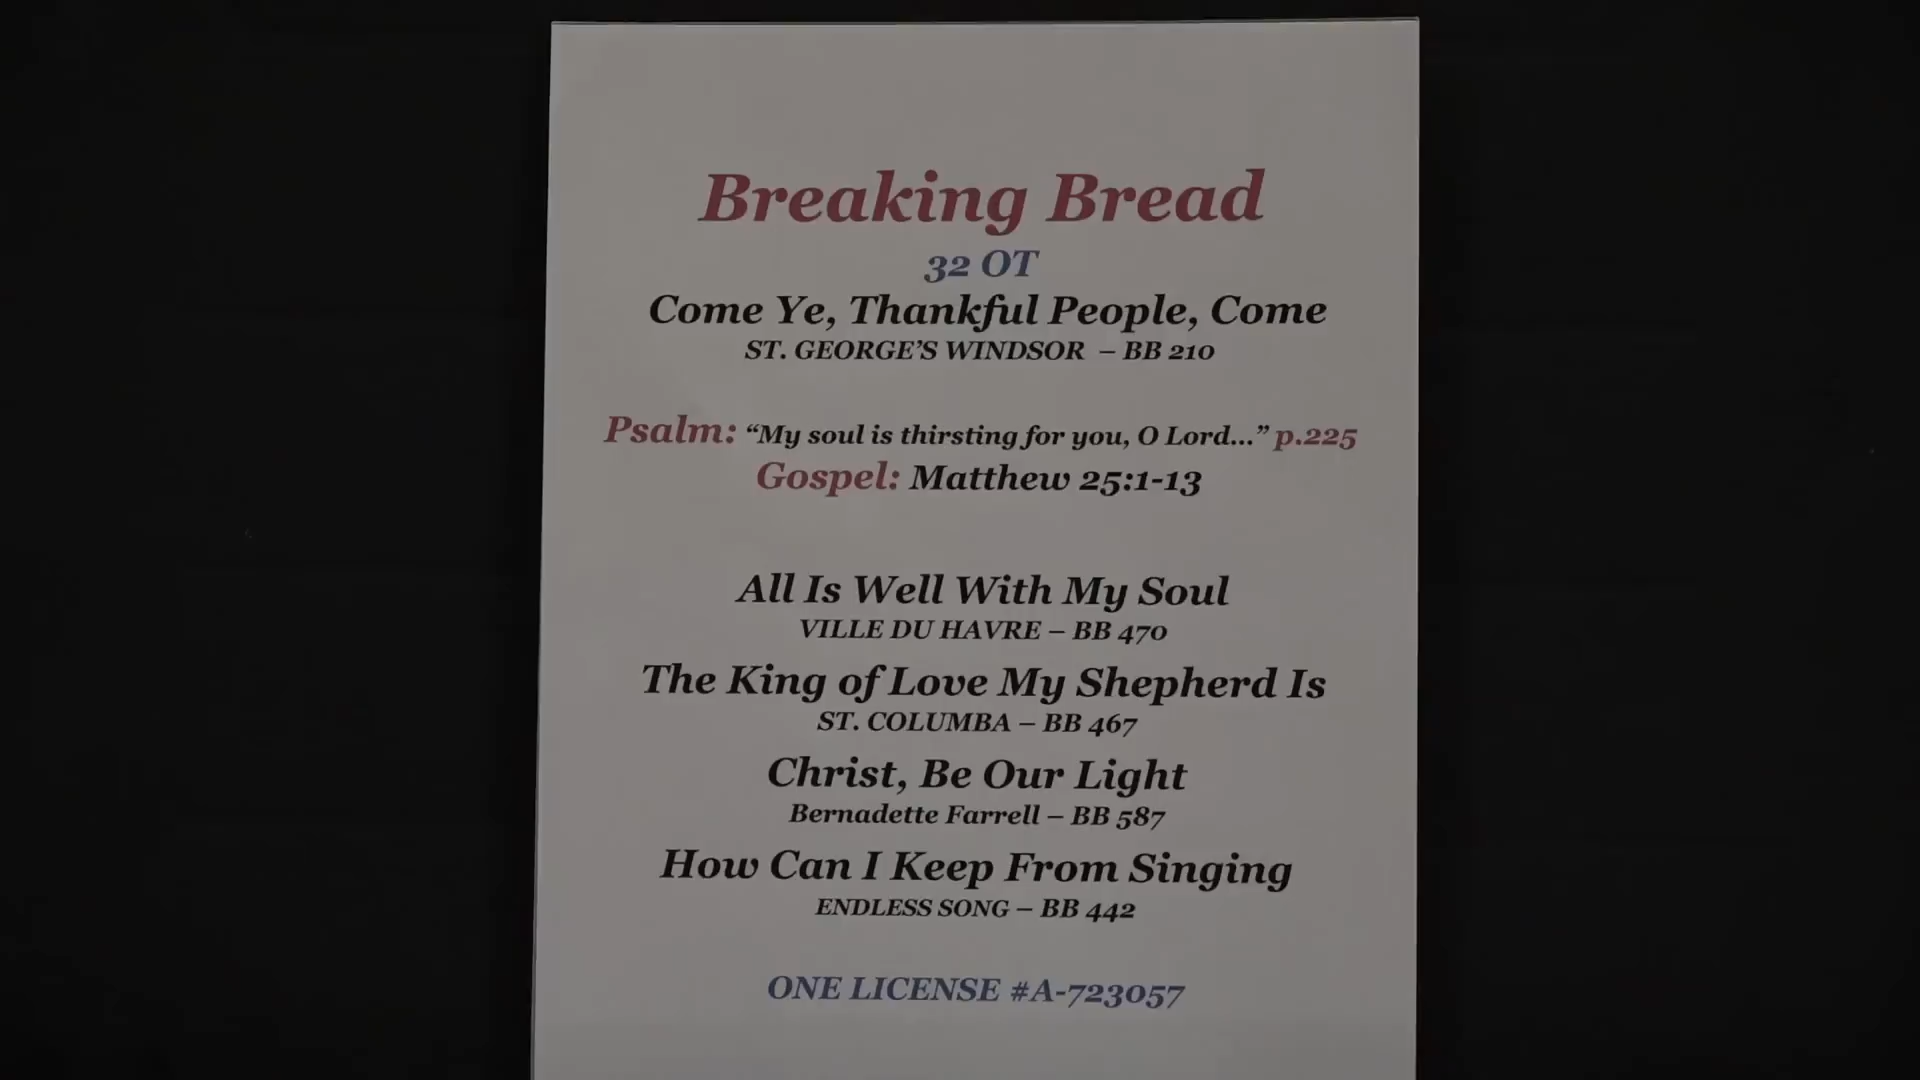 Breaking Bread
32 OT
Come Ye, Thankful People, Come
ST. GEORGE’S WINDSOR – BB 210
Psalm: “My soul is thirsting for you, O Lord...” p.225
Gospel: Matthew 25:1-13
All Is Well With My Soul
VILLE DU HAVRE – BB 470
The King of Love My Shepherd Is
ST. COLUMBA – BB 467
Christ, Be Our Light
Bernadette Farrell – BB 587
How Can I Keep From Singing
ENDLESS SONG – BB 442
ONE LICENSE #A-723057